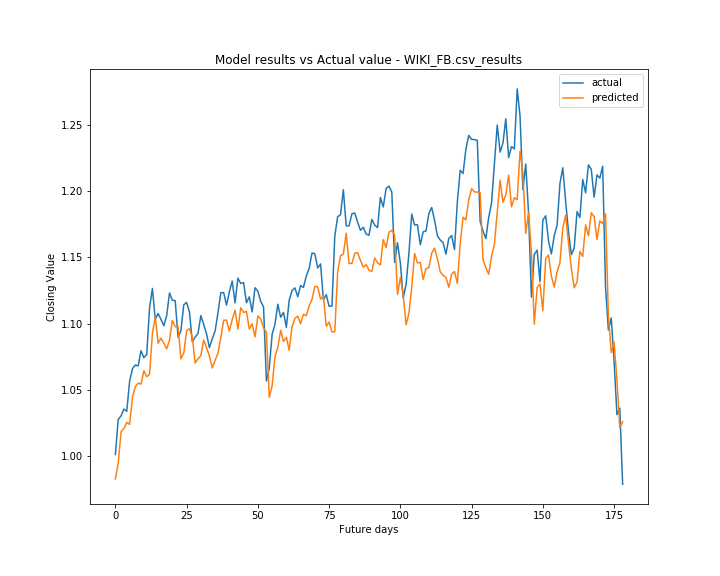 Model results vs Actual value - WIKI_FB.csv_results
actual
predicted
1.25
1.20
1.15
1.10
1.05
1.00
Closing Value
0
25
50
75
100
125
150
175
Future days